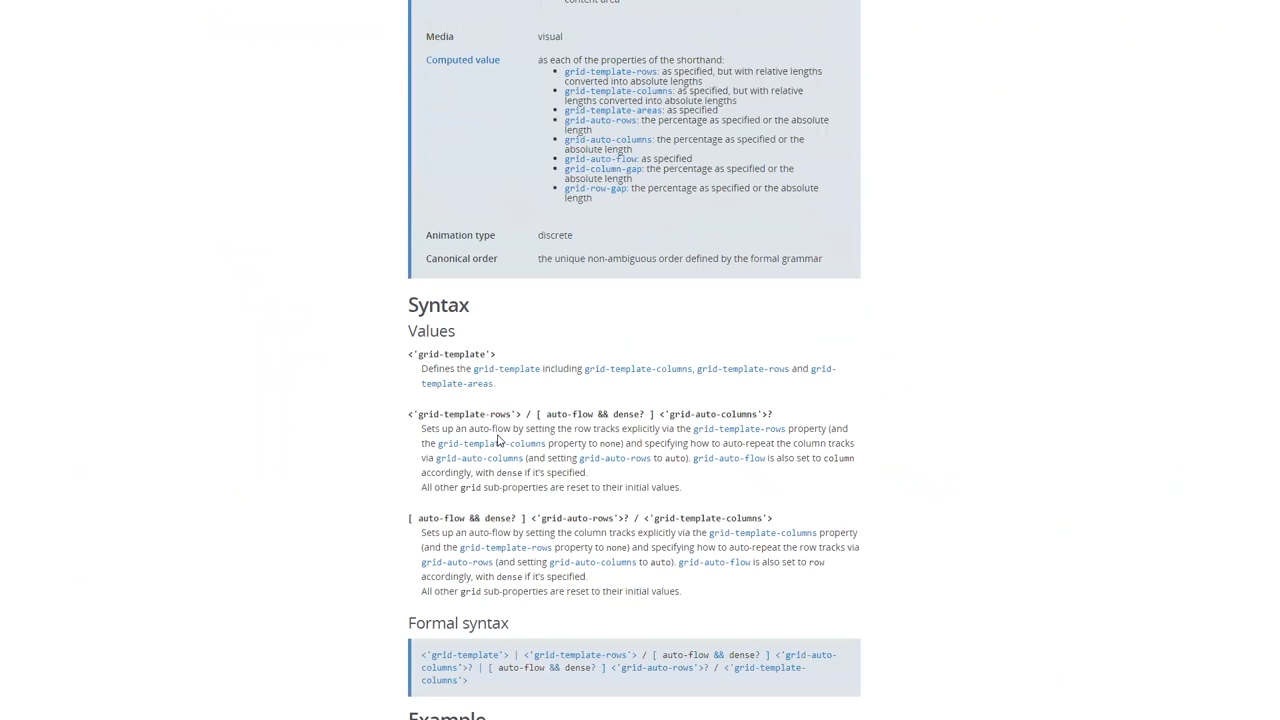 content area
Media visual
Computed value as each of the properties of the shorthand:
grid-template-rows: as specified, but with relative lengths
converted into absolute lengths
grid-template-columns: as specified, but with relative
lengths converted into absolute lengths
grid-template-areas: as specified
grid-auto-rows: the percentage as specified or the absolute
length
grid-auto-columns: the percentage as specified or the
absolute length
grid-auto-flow: as specified
grid-column-gap: the percentage as specified or the
absolute length
grid-row-gap: the percentage as specified or the absolute
length
Animation type discrete
Canonical order the unique non-ambiguous order defined by the formal grammar
Syntax
Values
<'grid-template'>
Defines the grid-template including grid-template-columns, grid-template-rows and grid-
template-areas.
<'grid-template-rows'> / [ auto-flow && dense? ] <'grid-auto-columns'>?
Sets up an auto-flow by setting the row tracks explicitly via the grid-template-rows property (and
the grid-template-columns property to none) and specifying how to auto-repeat the column tracks
via grid-auto-columns (and setting grid-auto-rows to auto). grid-auto-flow is also set to column
accordingly, with dense if it's specified.
All other grid sub-properties are reset to their initial values.
[ auto-flow && dense? ] <'grid-auto-rows'>? / <'grid-template-columns'>
Sets up an auto-flow by setting the column tracks explicitly via the grid-template-columns property
(and the grid-template-rows property to none) and specifying how to auto-repeat the row tracks via
grid-auto-rows (and setting grid-auto-columns to auto). grid-auto-flow is also set to row
accordingly, with dense if it's specified.
All other grid sub-properties are reset to their initial values.
Formal syntax
<'grid-template'> | <'grid-template-rows'> / [ auto-flow && dense? ] <'grid-auto-
columns'>? | [ auto-flow && dense? ] <'grid-auto-rows'>? / <'grid-template-
columns'>
Example